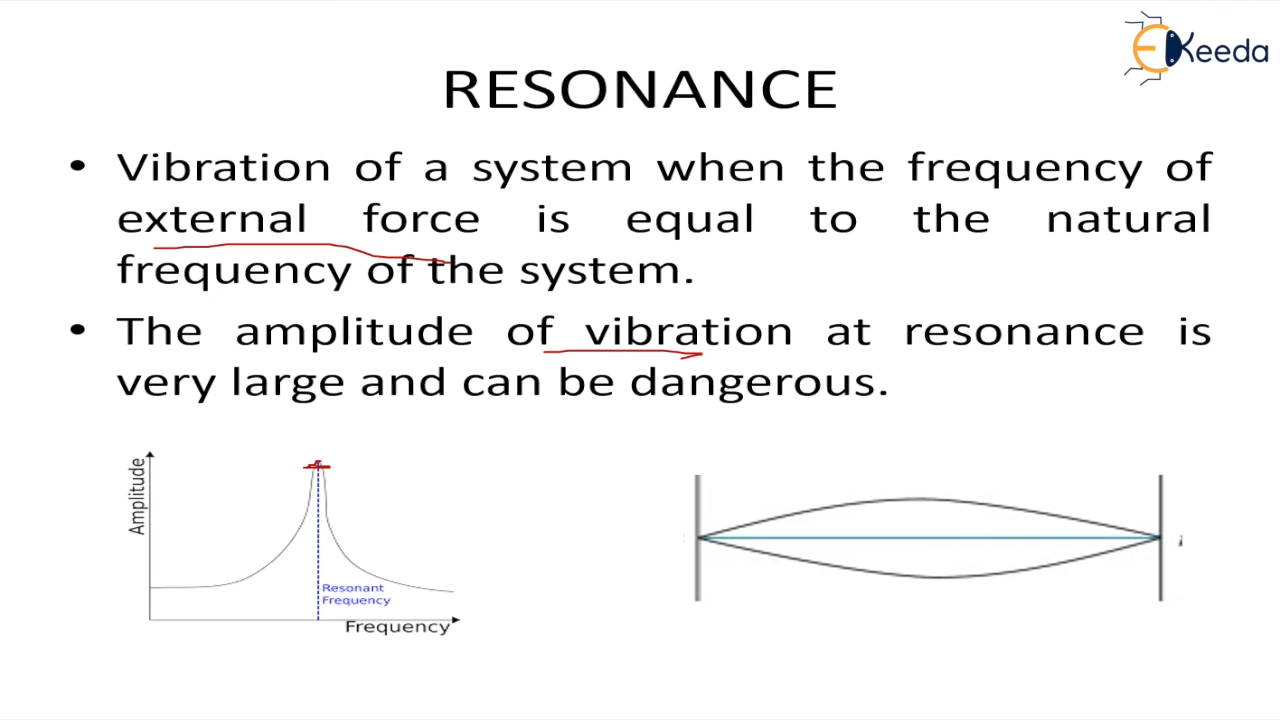 EKeeda
RESONANCE
• Vibration of a system when the frequency of
external force is equal to the natural
frequency of the system.
• The amplitude of vibration at resonance is
very large and can be dangerous.
Amplitude
Resonant
Frequency
Frequency